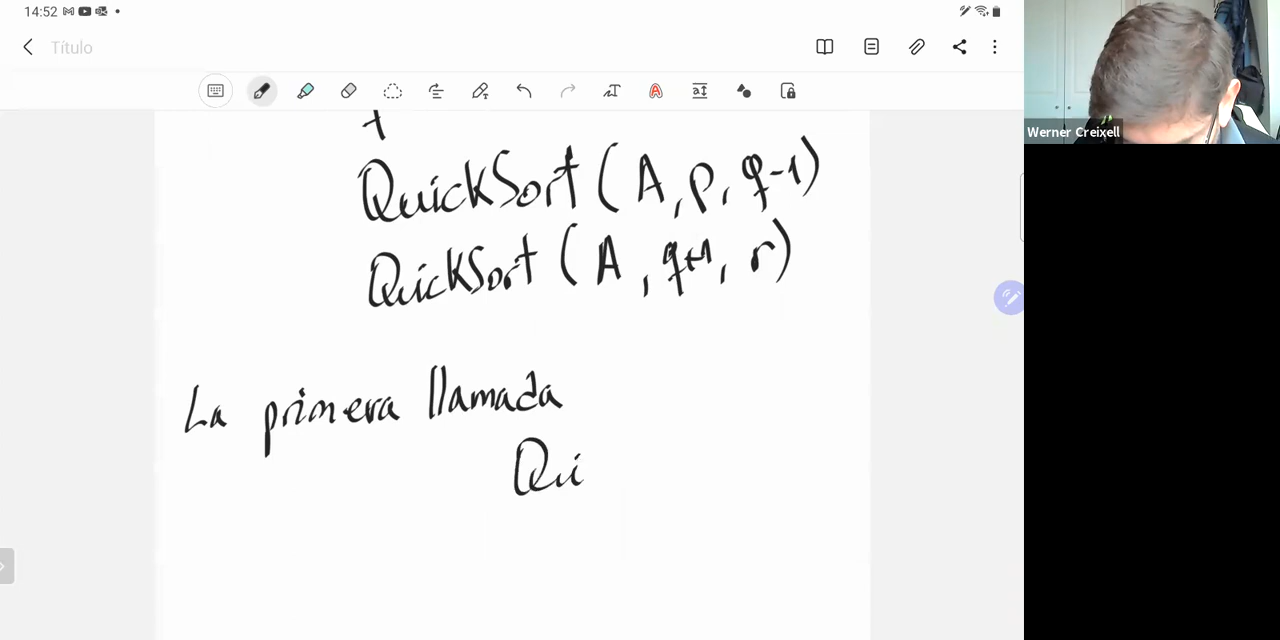 14:52
Título
QuickSort (A, p, q-1)
QuickSort (A, q+1, r)
La primera llamada
Qui
Werner Creixell